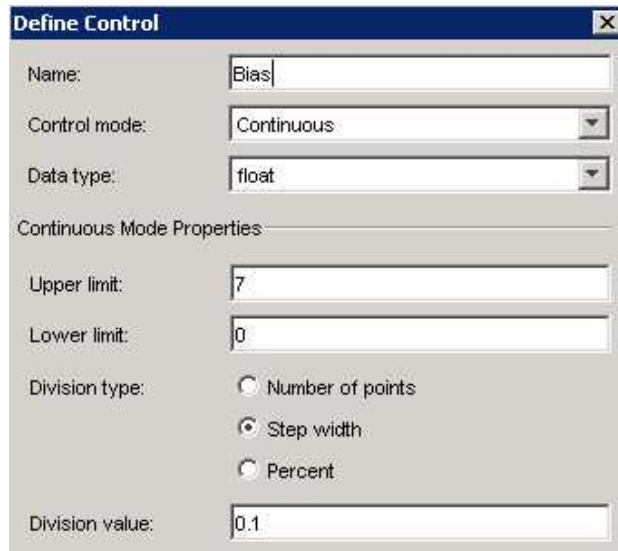 Define Control
Name: Bias
Control mode: Continuous
Data type: float
Continuous Mode Properties
Upper limit: 7
Lower limit: 0
Division type: Number of points
Step width
Percent
Division value: 0.1